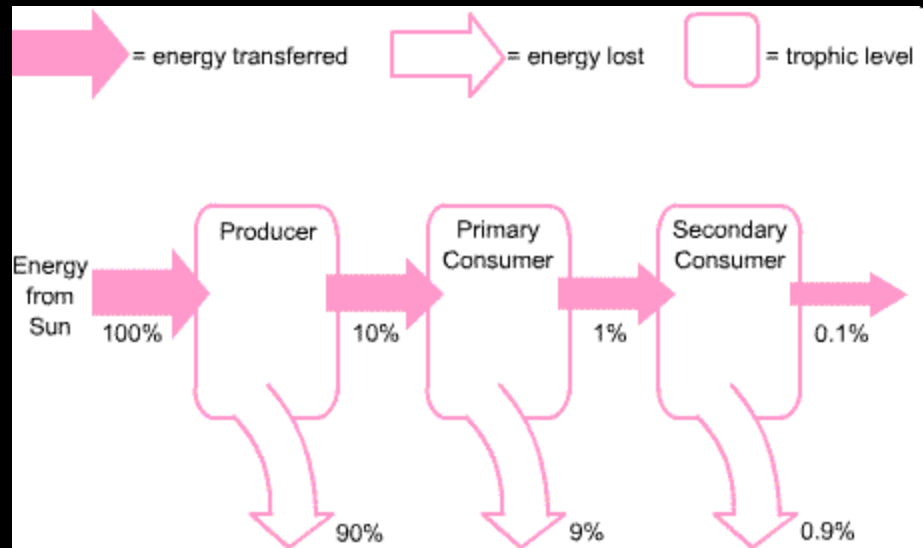 = energy transferred
= energy lost
= trophic level
Energy
from
Sun
100%
Producer
10%
Primary
Consumer
1%
Secondary
Consumer
0.1%
90%
9%
0.9%